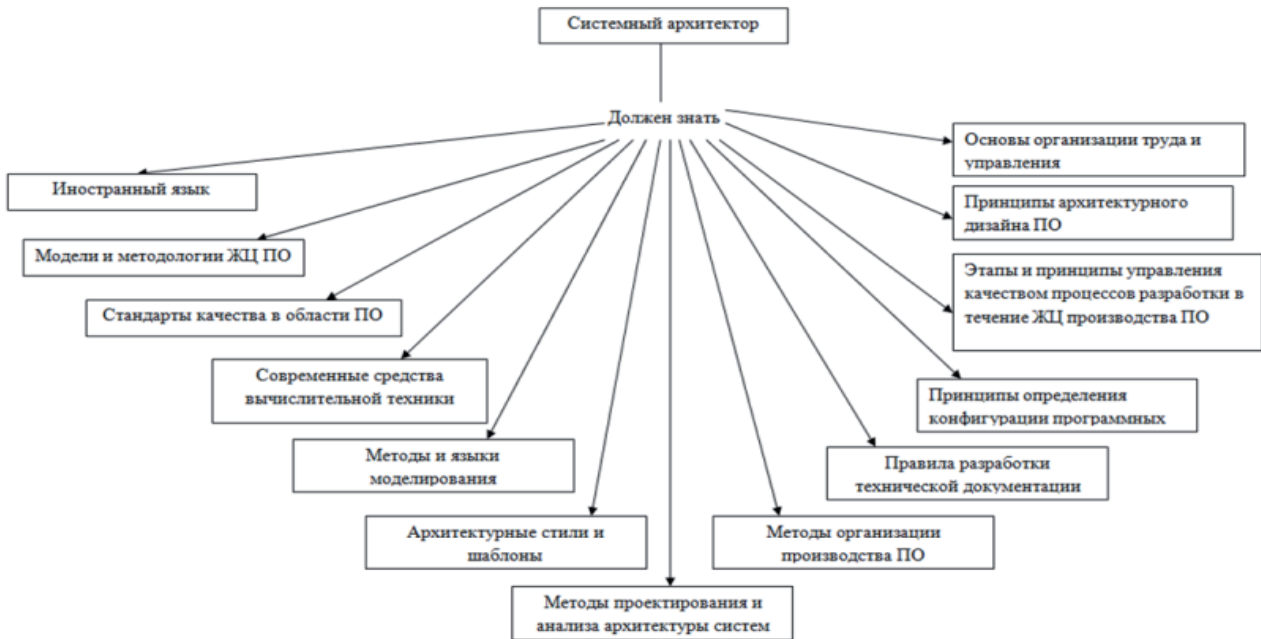 Системный архитектор
Должен знать
Основы организации труда и
управления
Иностранный язык
Принципы архитектурного
дизайна ПО
Модели и методологии ЖЦ ПО
Этапы и принципы управления
качеством процессов разработки в
течение ЖЦ производства ПО
Стандарты качества в области ПО
Современные средства
вычислительной техники
Принципы определения
конфигурации программных
Методы и языки
моделирования
Правила разработки
технической документации
Архитектурные стили и
шаблоны
Методы организации
производства ПО
Методы проектирования и
анализа архитектуры систем